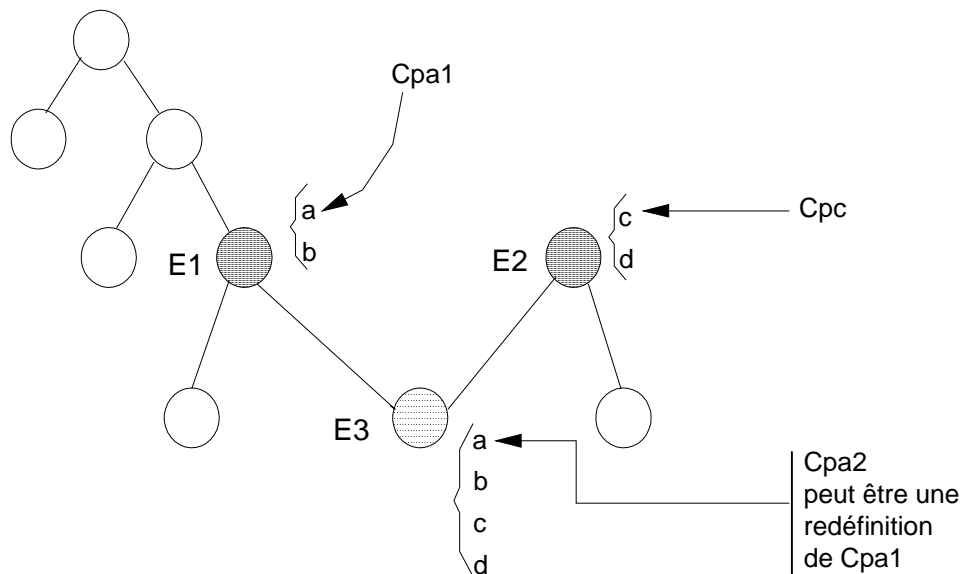 Cpa1
a
b
E1
c
d
E2
Cpc
E3
a
b
c
d
Cpa2
peut être une
redéfinition
de Cpa1